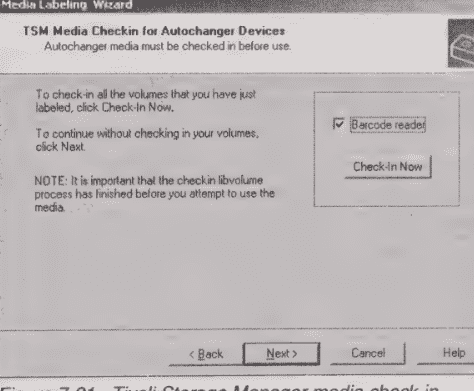 Media Labeling Wizard
TSM Media Checkin for Autochanger Devices
Autochanger media must be checked in before use.
To check-in all the volumes that you have just
labeled, click Check-In Now.
To continue without checking in your volumes,
click Next.
NOTE: It is important that the checkin libvolume
process has finished before you attempt to use the
media.
Barcode reader
Check-In Now
< Back
Next >
Cancel
Help
Figure 7-21 Tivoli Storage Manager media check-in